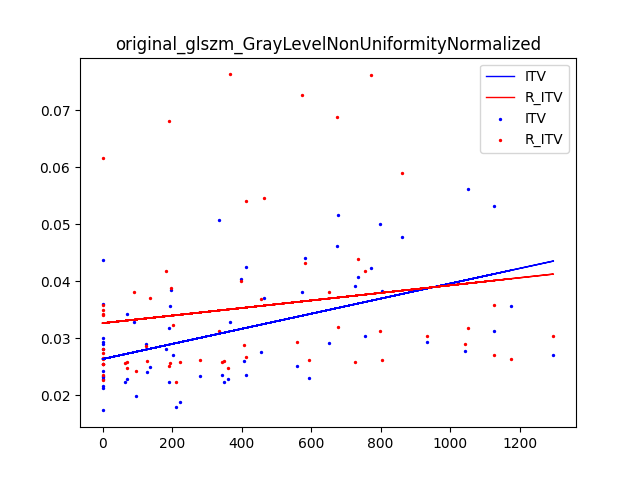 original_glszm_GrayLevelNonUniformityNormalized
ITV
R_ITV
ITV
R_ITV
0.07
0.06
0.05
0.04
0.03
0.02
0 200 400 600 800 1000 1200